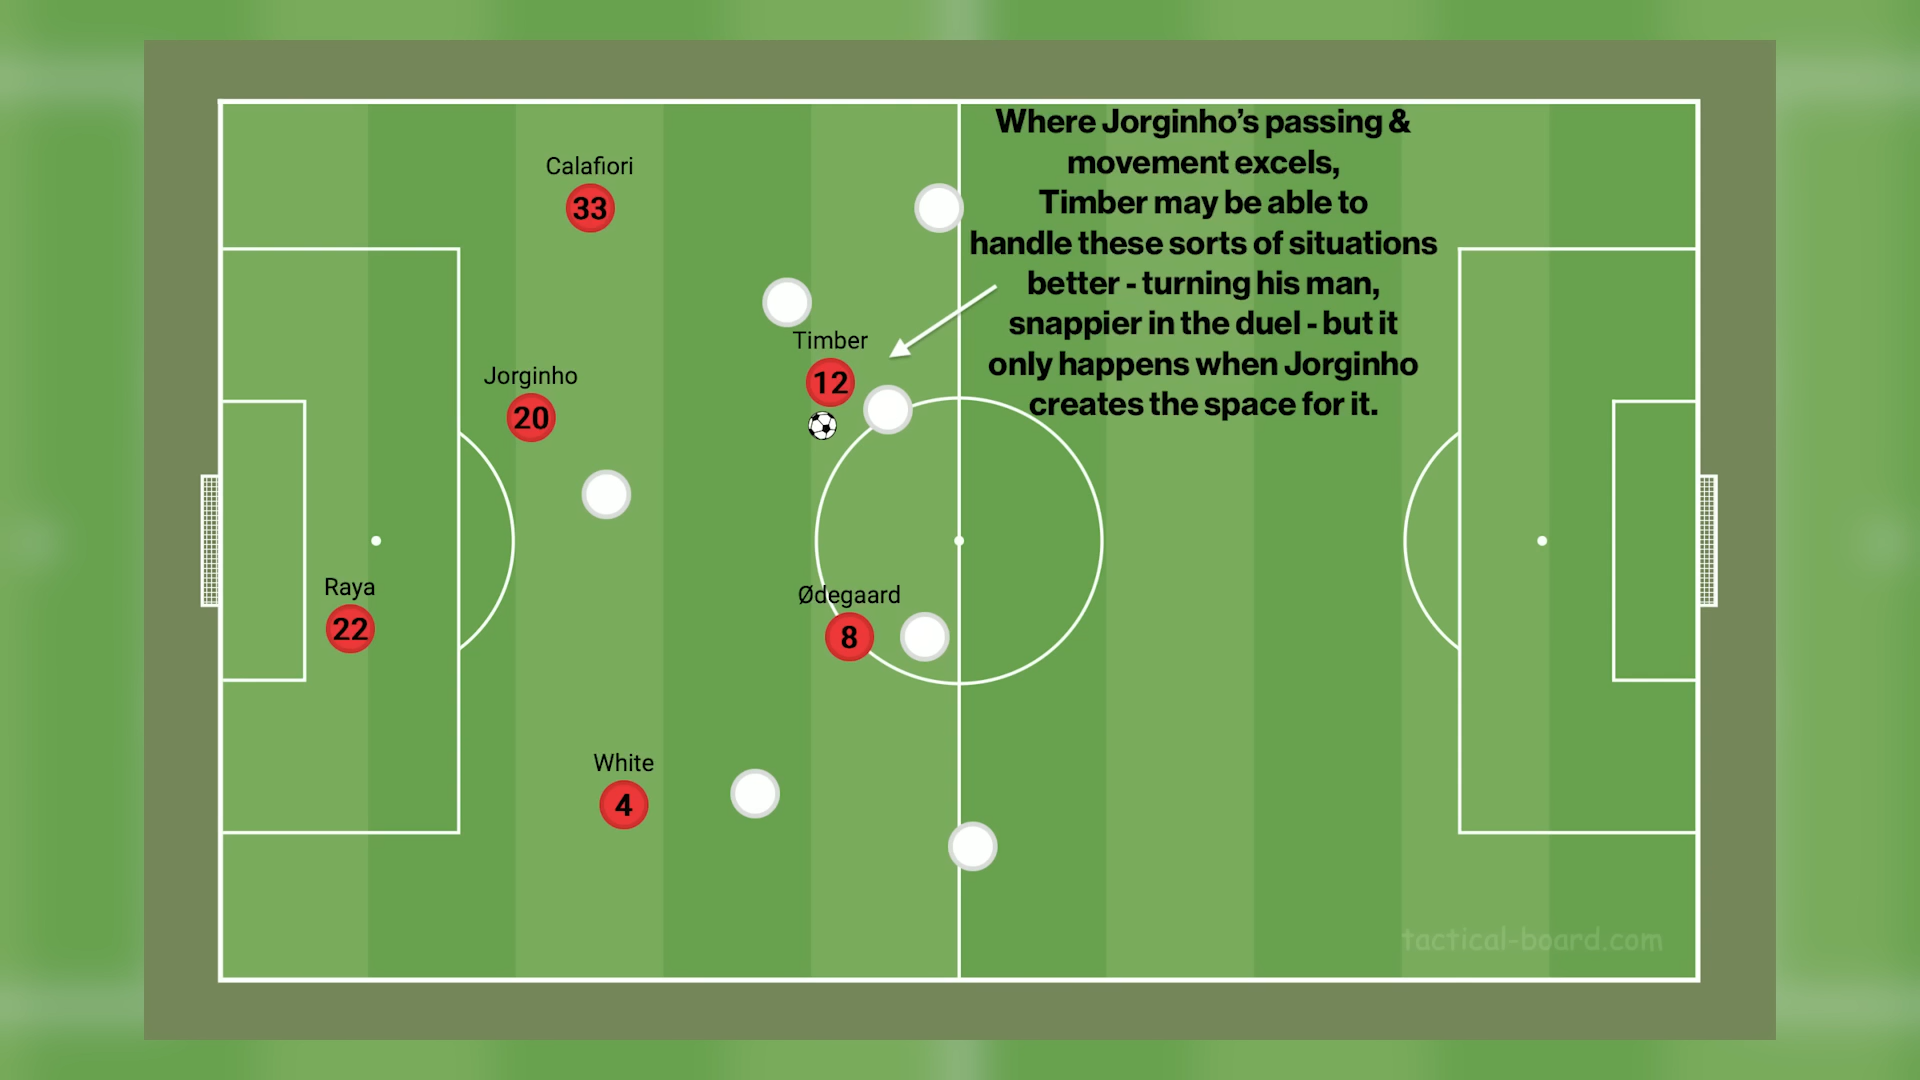 Where Jorginho’s passing &
movement excels,
Timber may be able to
handle these sorts of situations
better - turning his man,
snappier in the duel - but it
only happens when Jorginho
creates the space for it.
Calafiori
33
Timber
12
Jorginho
20
Raya
22
Ødegaard
8
White
4
tactical-board.com